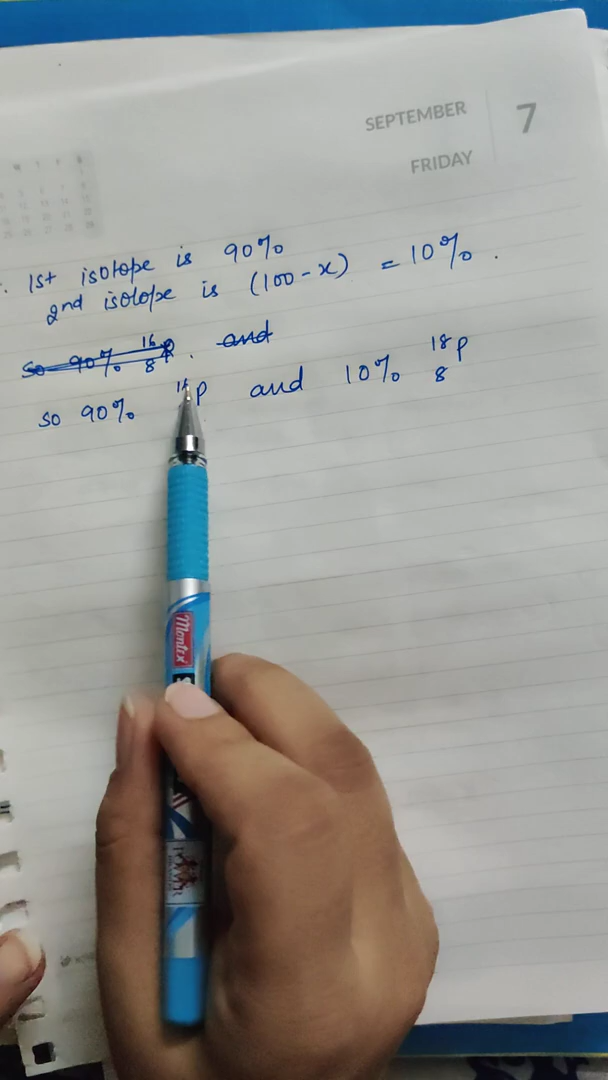 SEPTEMBER 7
FRIDAY
1st isotope is 90%
2nd isotope is (100-x) = 10%.
so 90% 16 8 p. and
so 90% p and 10% 18 8 p
Montex